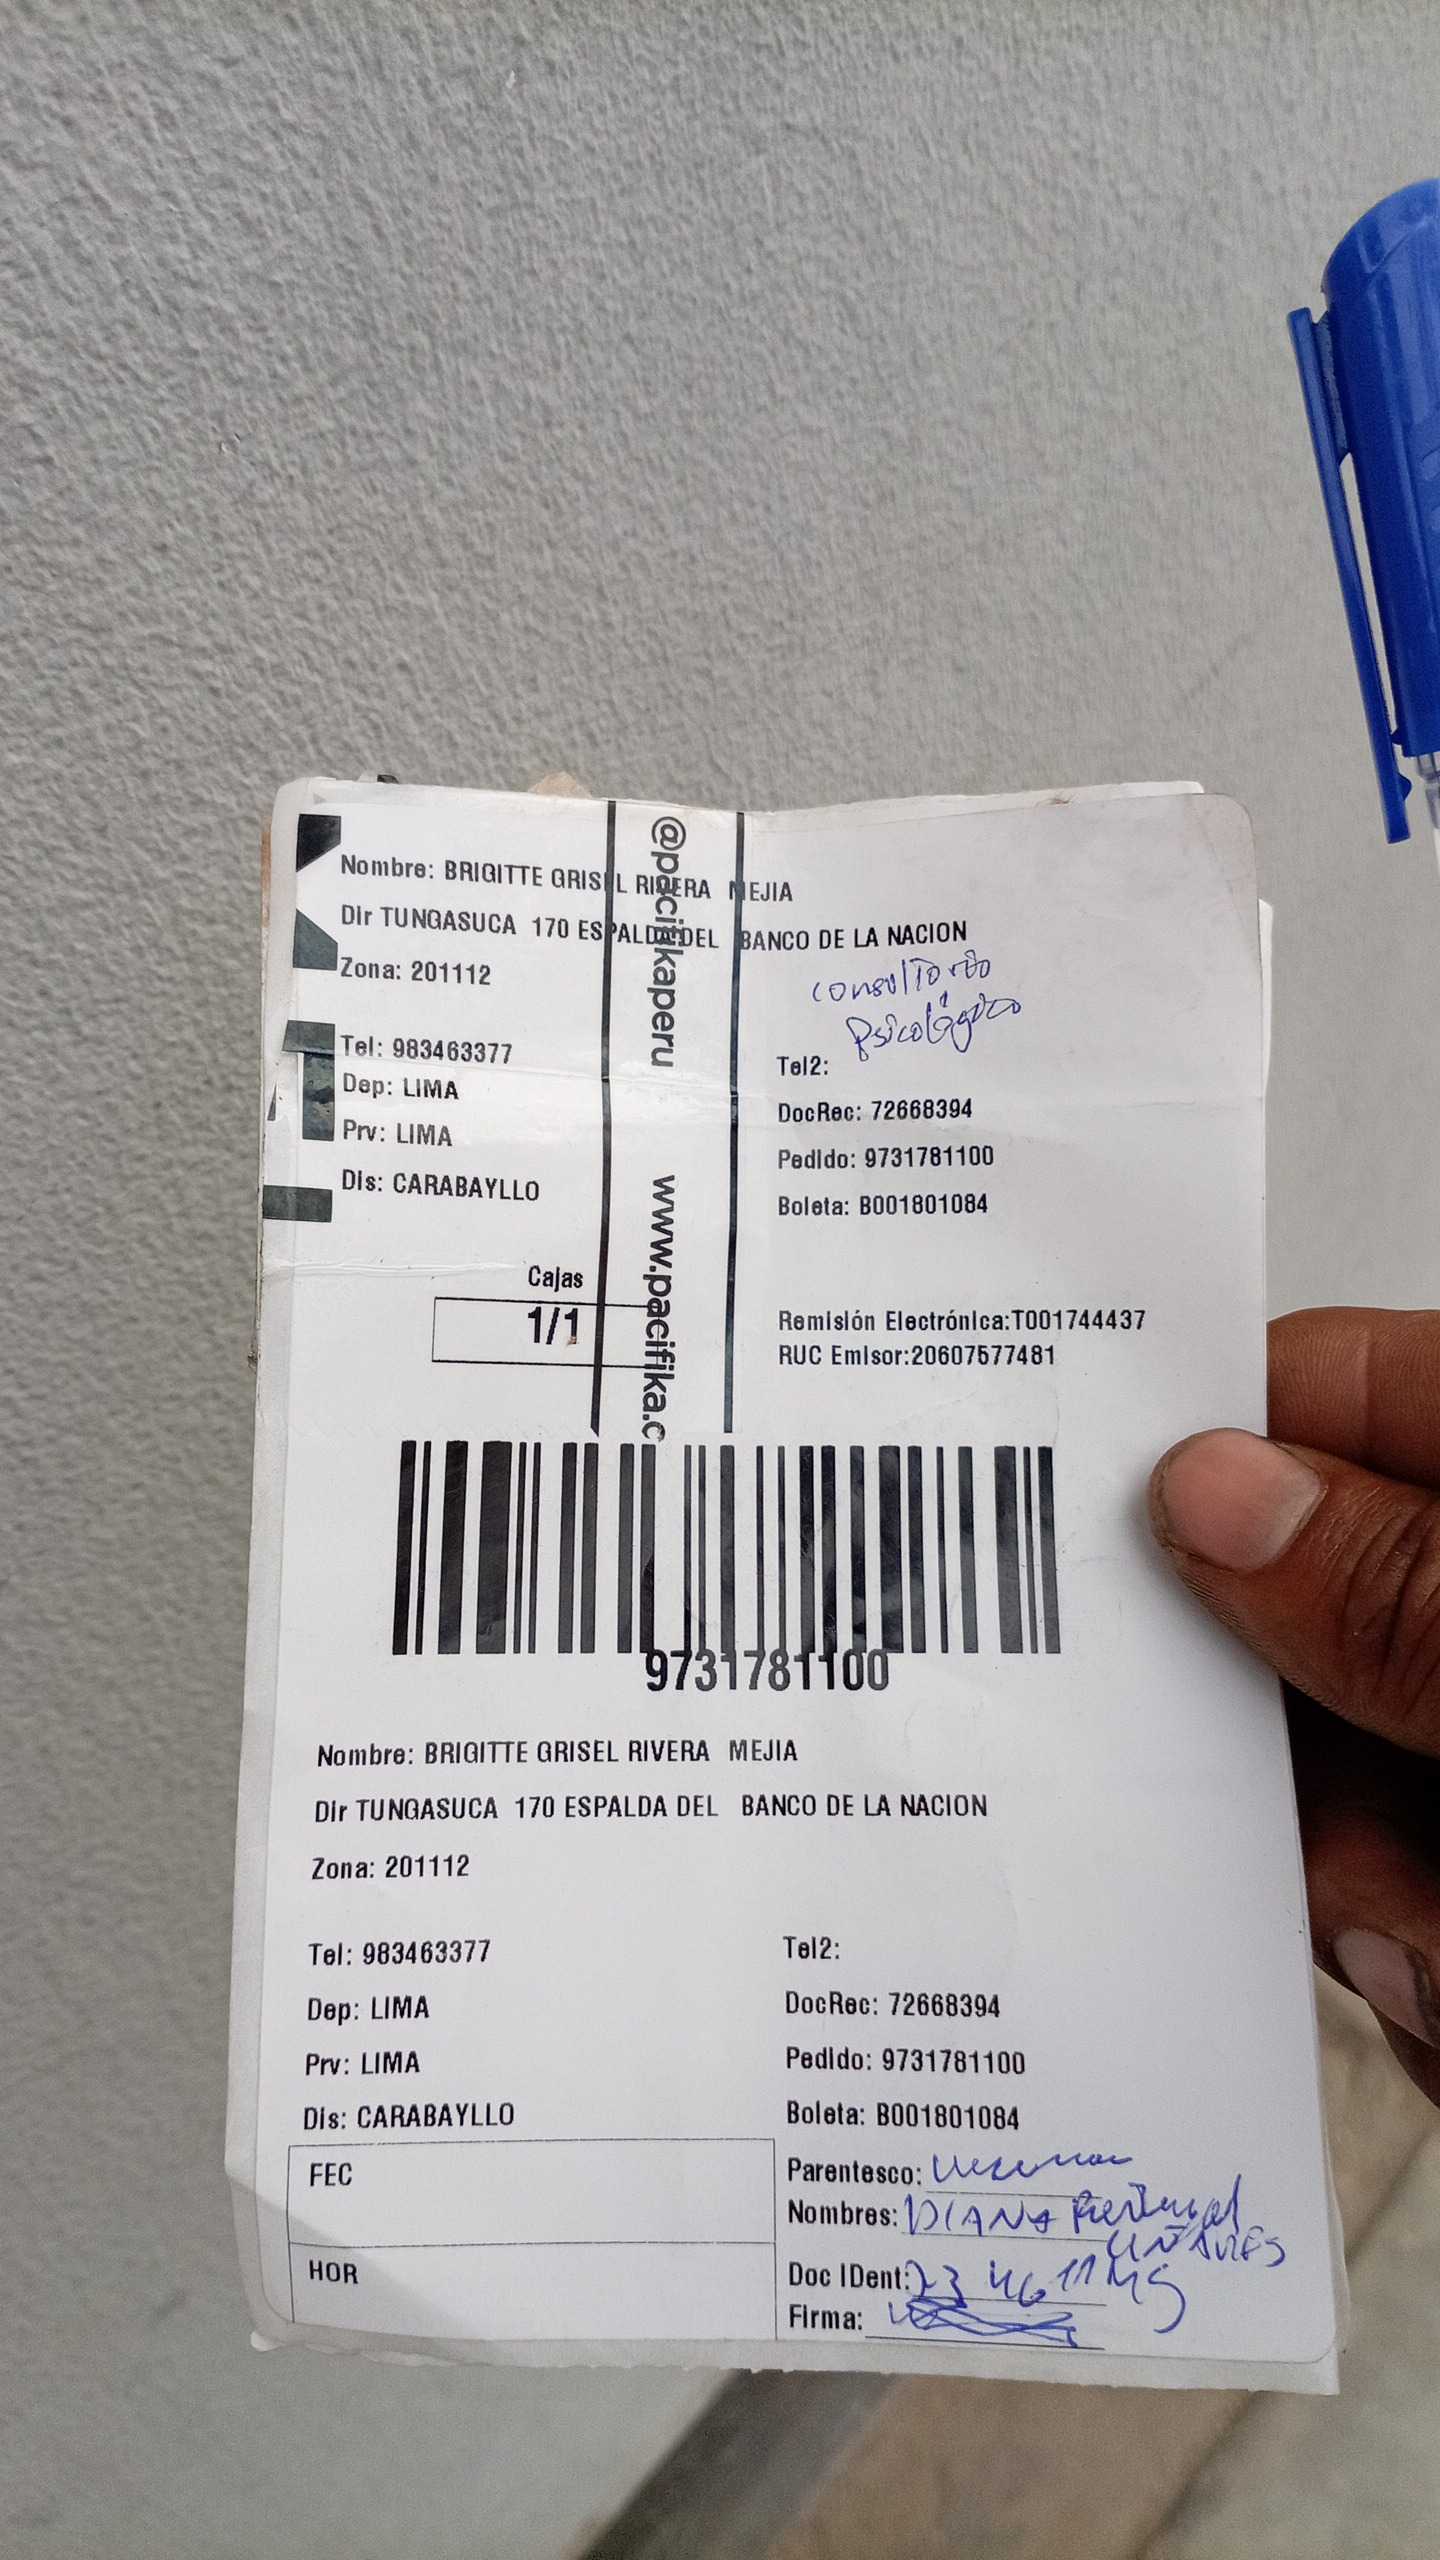 Nombre: BRIGITTE GRISEL RIVERA MEJIA
Dir TUNGASUCA 170 ESPALDA DEL BANCO DE LA NACION
consultorio
psicológico
Zona: 201112
Tel: 983463377
Tel2:
Dep: LIMA
DocRec: 72668394
Prv: LIMA
Pedido: 9731781100
Dis: CARABAYLLO
Boleta: B001801084
@pacifikaperu
www.pacifika.c
Cajas
1/1
Remisión Electrónica:T001744437
RUC Emisor:20607577481
9731781100
Nombre: BRIGITTE GRISEL RIVERA MEJIA
Dir TUNGASUCA 170 ESPALDA DEL BANCO DE LA NACION
Zona: 201112
Tel: 983463377
Tel2:
Dep: LIMA
DocRec: 72668394
Prv: LIMA
Pedido: 9731781100
Dis: CARABAYLLO
Boleta: B001801084
FEC
HOR
Parentesco:
Nombres: DIANA
Doc IDent:
Firma: